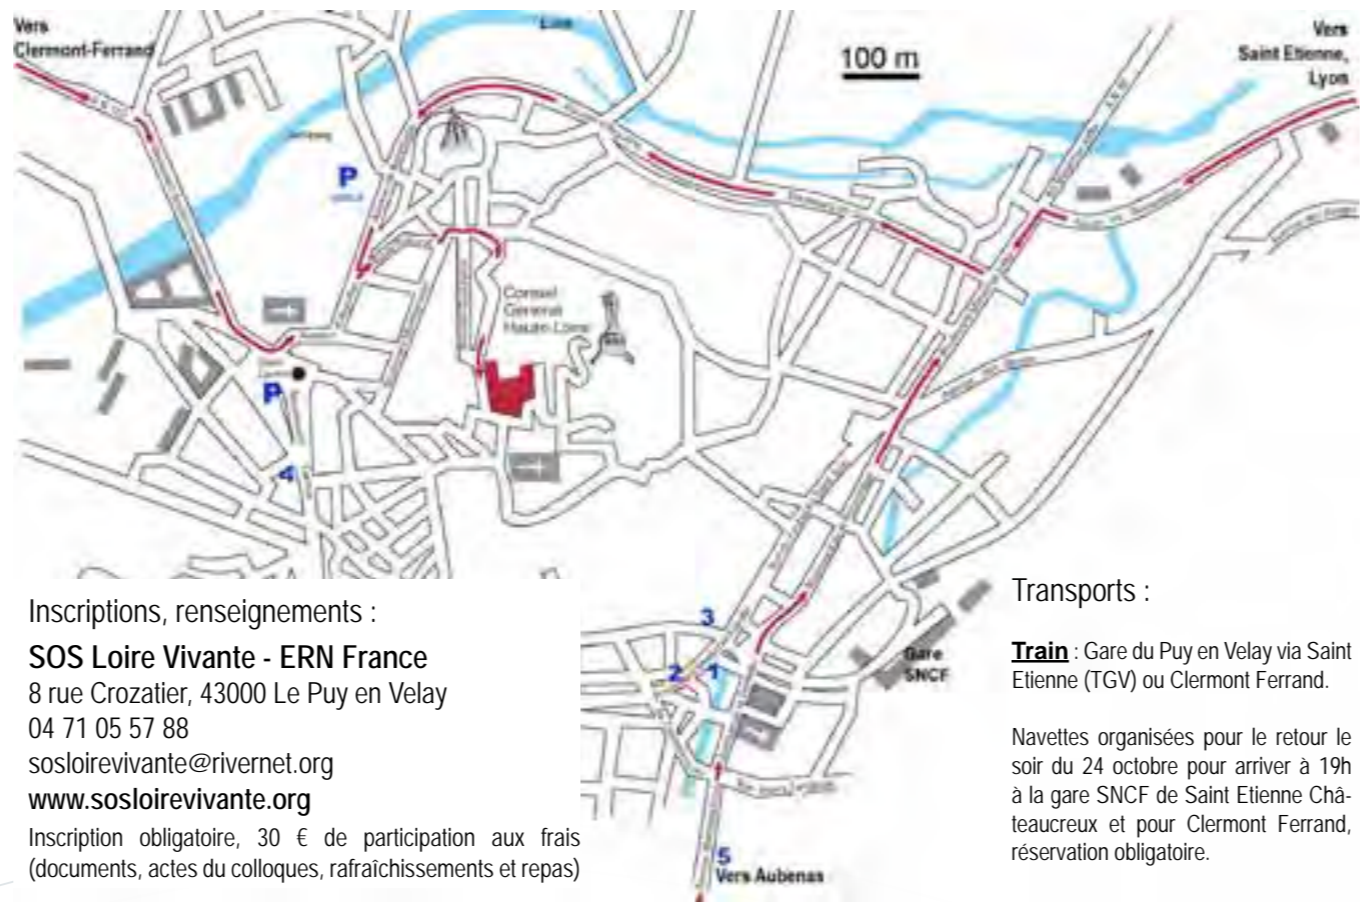 Vers
Clermont-Ferrand
Loire
100 m
Vers
Saint Etienne,
Lyon
P
Conseil
General
Haute-Loire
P
4
3
2 1
Gare
SNCF
5
Vers Aubenas
Inscriptions, renseignements :
SOS Loire Vivante - ERN France
8 rue Crozatier, 43000 Le Puy en Velay
04 71 05 57 88
sosloirevivante@rivernet.org
www.sosloirevivante.org
Inscription obligatoire, 30 € de participation aux frais
(documents, actes du colloques, rafraîchissements et repas)
Transports :
Train : Gare du Puy en Velay via Saint
Etienne (TGV) ou Clermont Ferrand.
Navettes organisées pour le retour le
soir du 24 octobre pour arriver à 19h
à la gare SNCF de Saint Etienne Châ-
teaucreux et pour Clermont Ferrand,
réservation obligatoire.